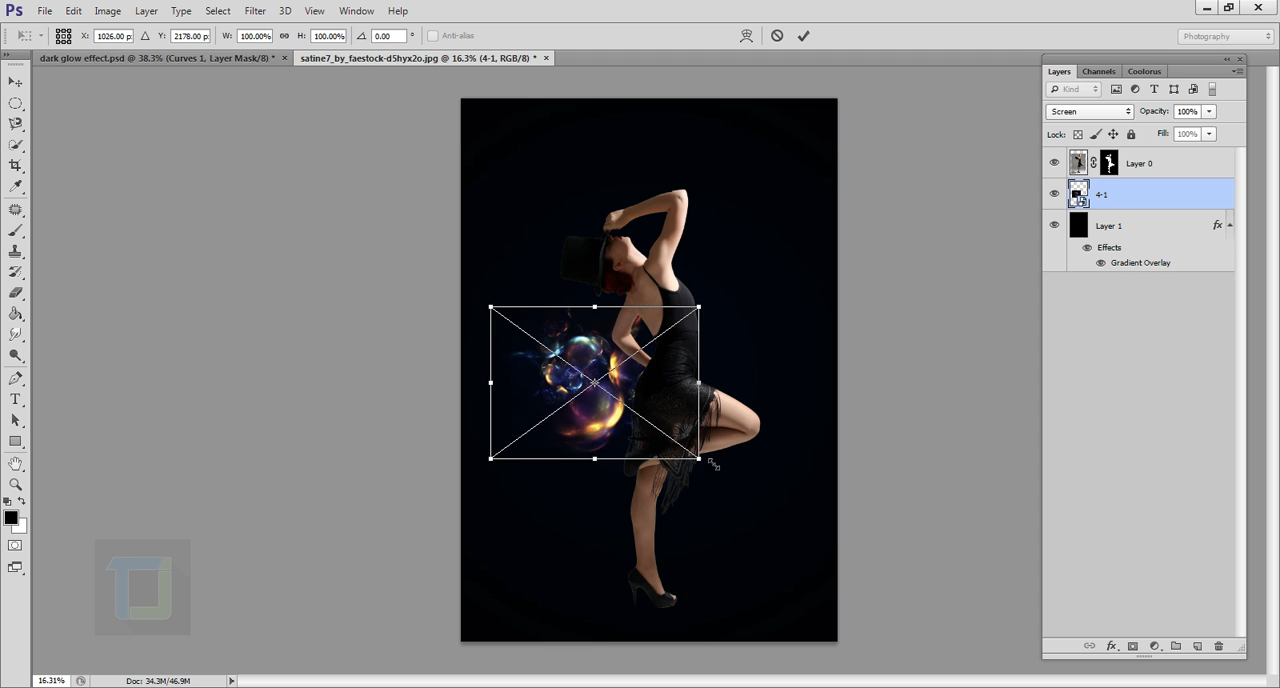 Ps File Edit Image Layer Type Select Filter 3D View Window Help
X: 1026.00 p: Y: 2178.00 p: W: 100.00% H: 100.00% 0.00 ° Anti-alias Photography
dark glow effect.psd @ 38.3% (Curves 1, Layer Mask/8) * × satine7_by_faestock-d5hyx2o.jpg @ 16.3% (4-1, RGB/8) * ×
Layers Channels Coolorus
Kind
Screen Opacity: 100%
Lock: Fill: 100%
Layer 0
4-1
Layer 1 fx
Effects
Gradient Overlay
fx
16.31% Doc: 34.3M/46.9M